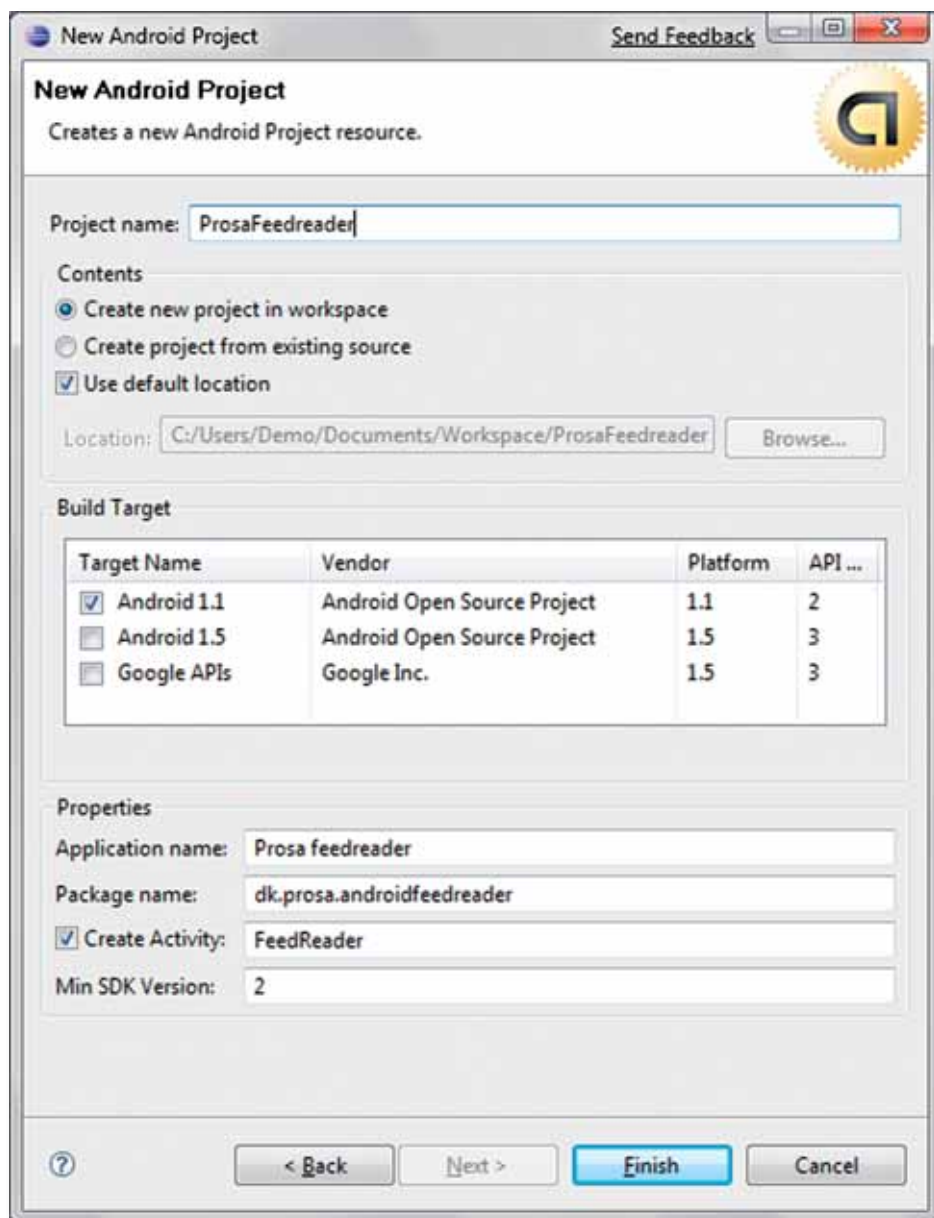 New Android Project Send Feedback
New Android Project
Creates a new Android Project resource.
Project name: ProsaFeedreader
Contents
Create new project in workspace
Create project from existing source
Use default location
Location: C:/Users/Demo/Documents/Workspace/ProsaFeedreader Browse...
Build Target
Target Name Vendor Platform API ...
Android 1.1 Android Open Source Project 1.1 2
Android 1.5 Android Open Source Project 1.5 3
Google APIs Google Inc. 1.5 3
Properties
Application name: Prosa feedreader
Package name: dk.prosa.androidfeedreader
Create Activity: FeedReader
Min SDK Version: 2
? < Back Next > Finish Cancel